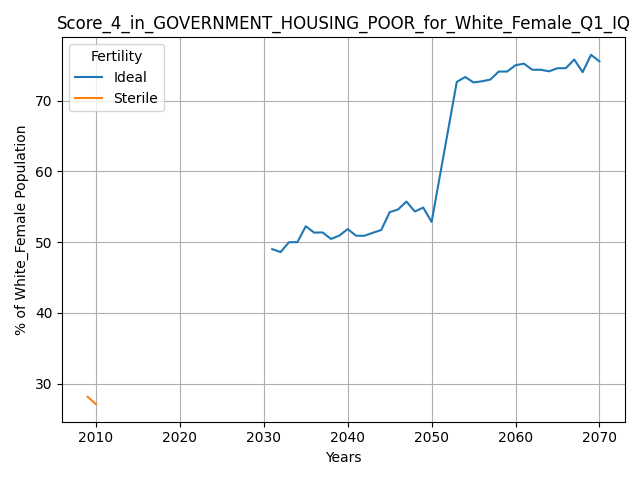 Score_4_in_GOVERNMENT_HOUSING_POOR_for_White_Female_Q1_IQ
Fertility
Ideal
Sterile
% of White_Female Population
70
60
50
40
30
2010 2020 2030 2040 2050 2060 2070
Years